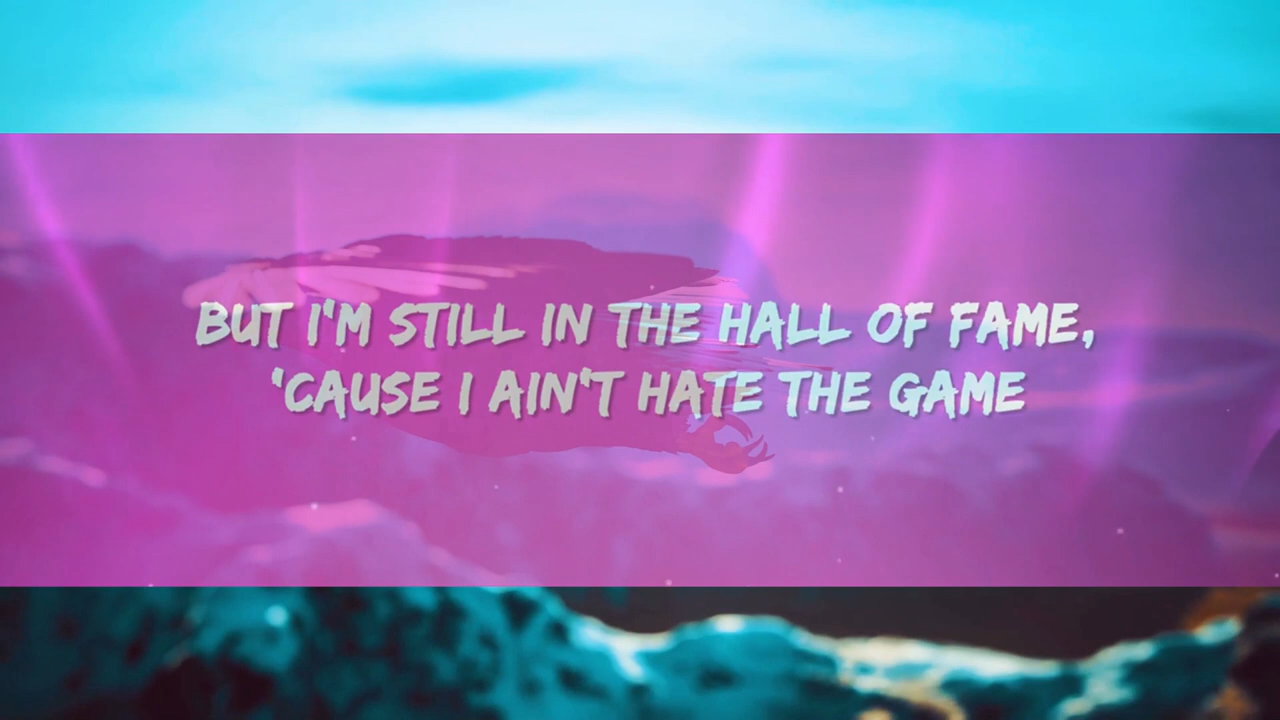 BUT I'M STILL IN THE HALL OF FAME,
'CAUSE I AIN'T HATE THE GAME